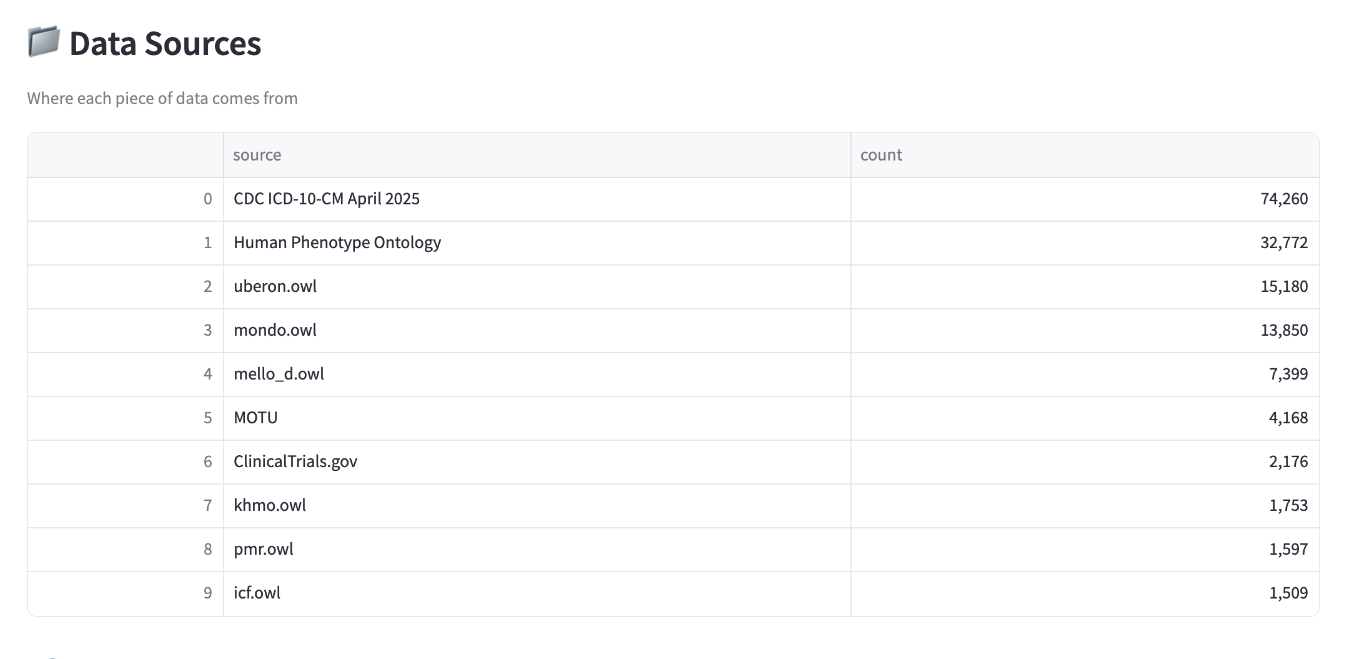 Data Sources
Where each piece of data comes from
source count
0 CDC ICD-10-CM April 2025 74,260
1 Human Phenotype Ontology 32,772
2 uberon.owl 15,180
3 mondo.owl 13,850
4 mello_d.owl 7,399
5 MOTU 4,168
6 ClinicalTrials.gov 2,176
7 khmo.owl 1,753
8 pmr.owl 1,597
9 icf.owl 1,509